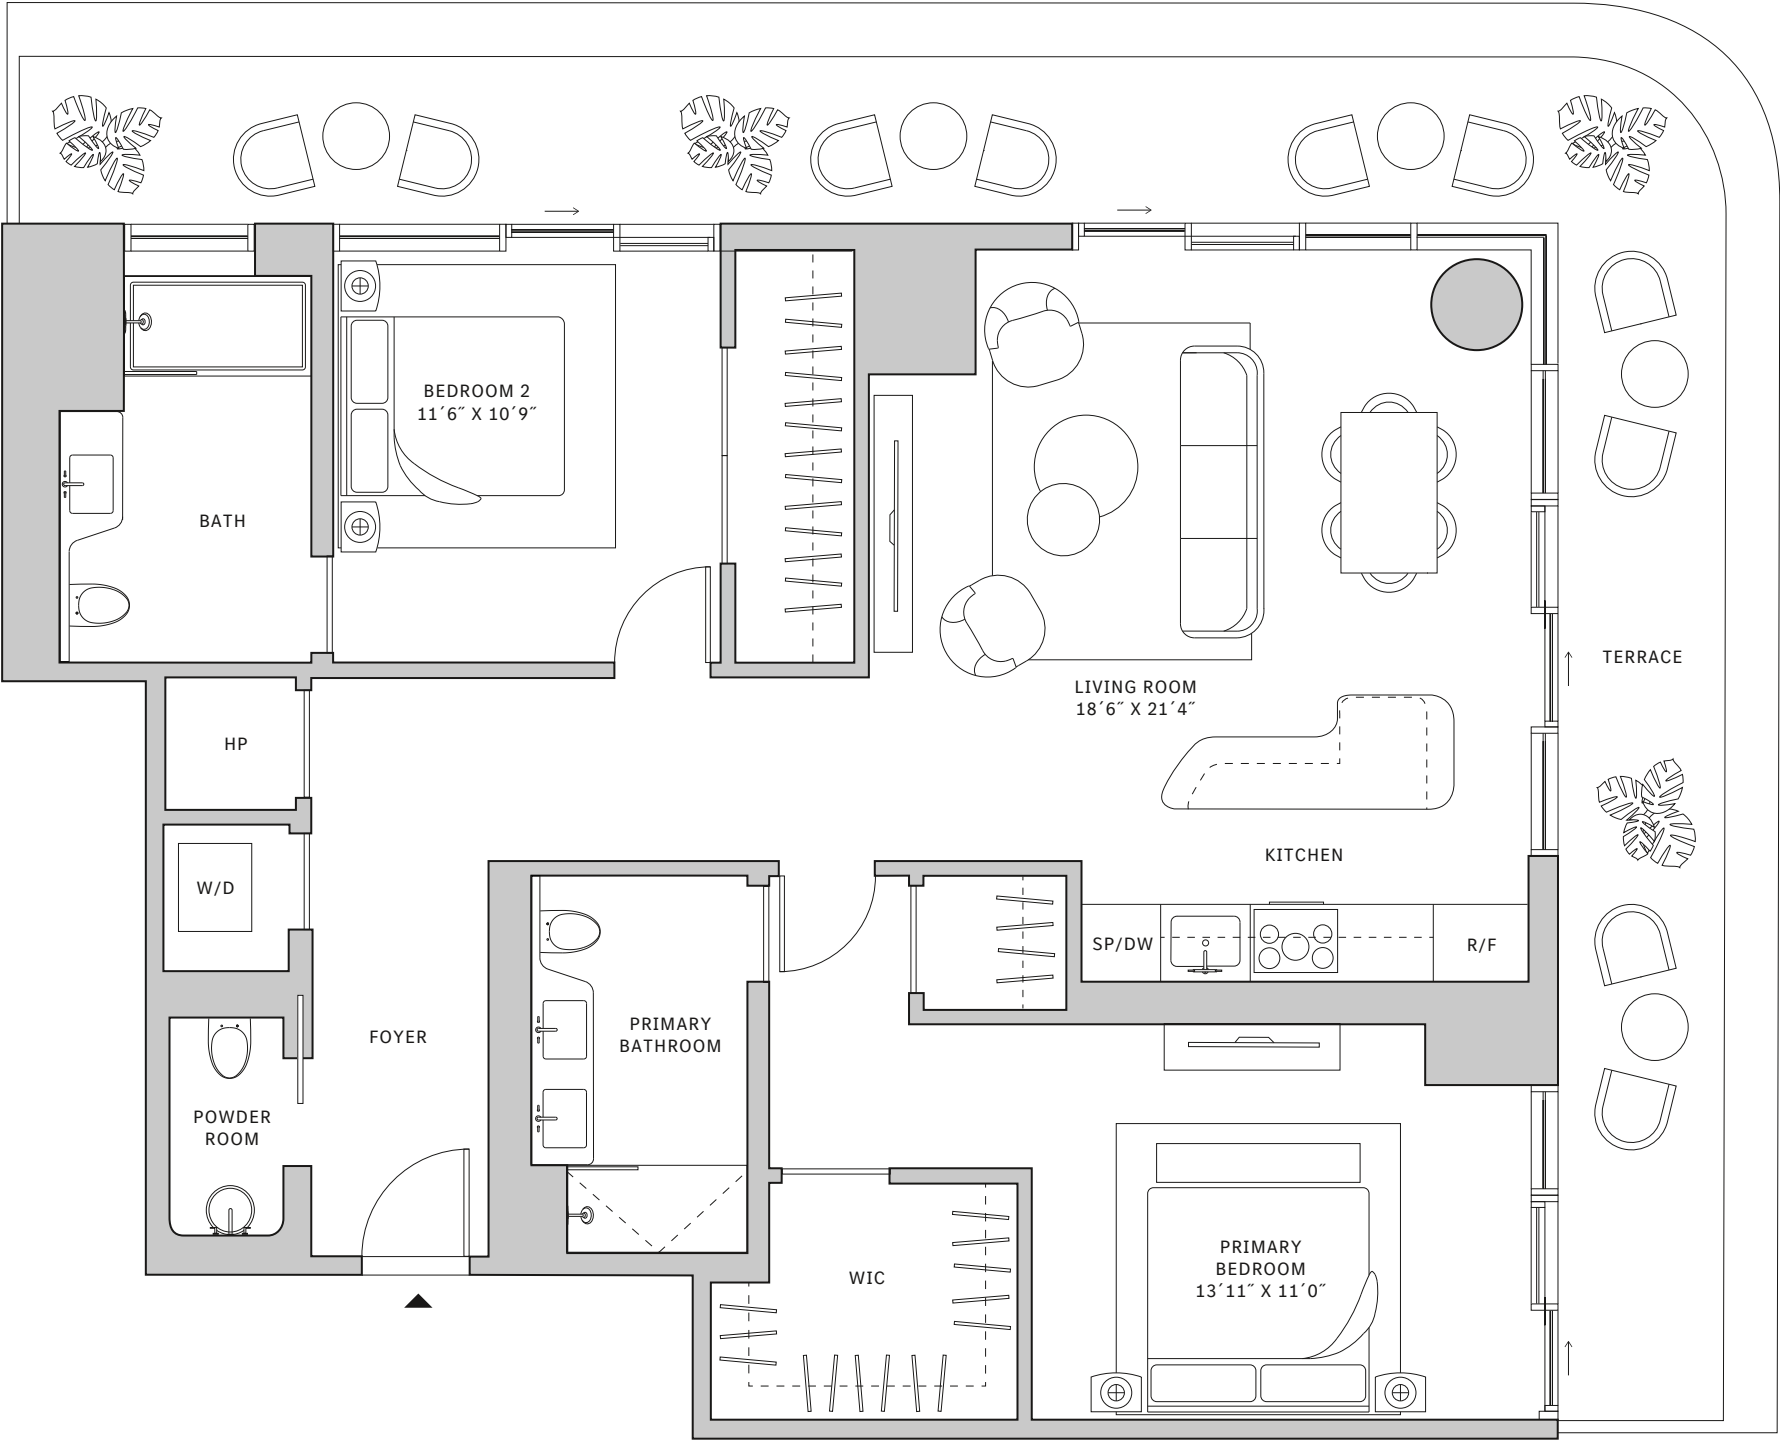 BEDROOM 2
11´6˝ X 10´9˝
BATH
TERRACE
LIVING ROOM
18´6˝ X 21´4˝
HP
KITCHEN
W/D
SP/DW
R/F
FOYER
PRIMARY
BATHROOM
POWDER
ROOM
WIC
PRIMARY
BEDROOM
13´11˝ X 11´0˝